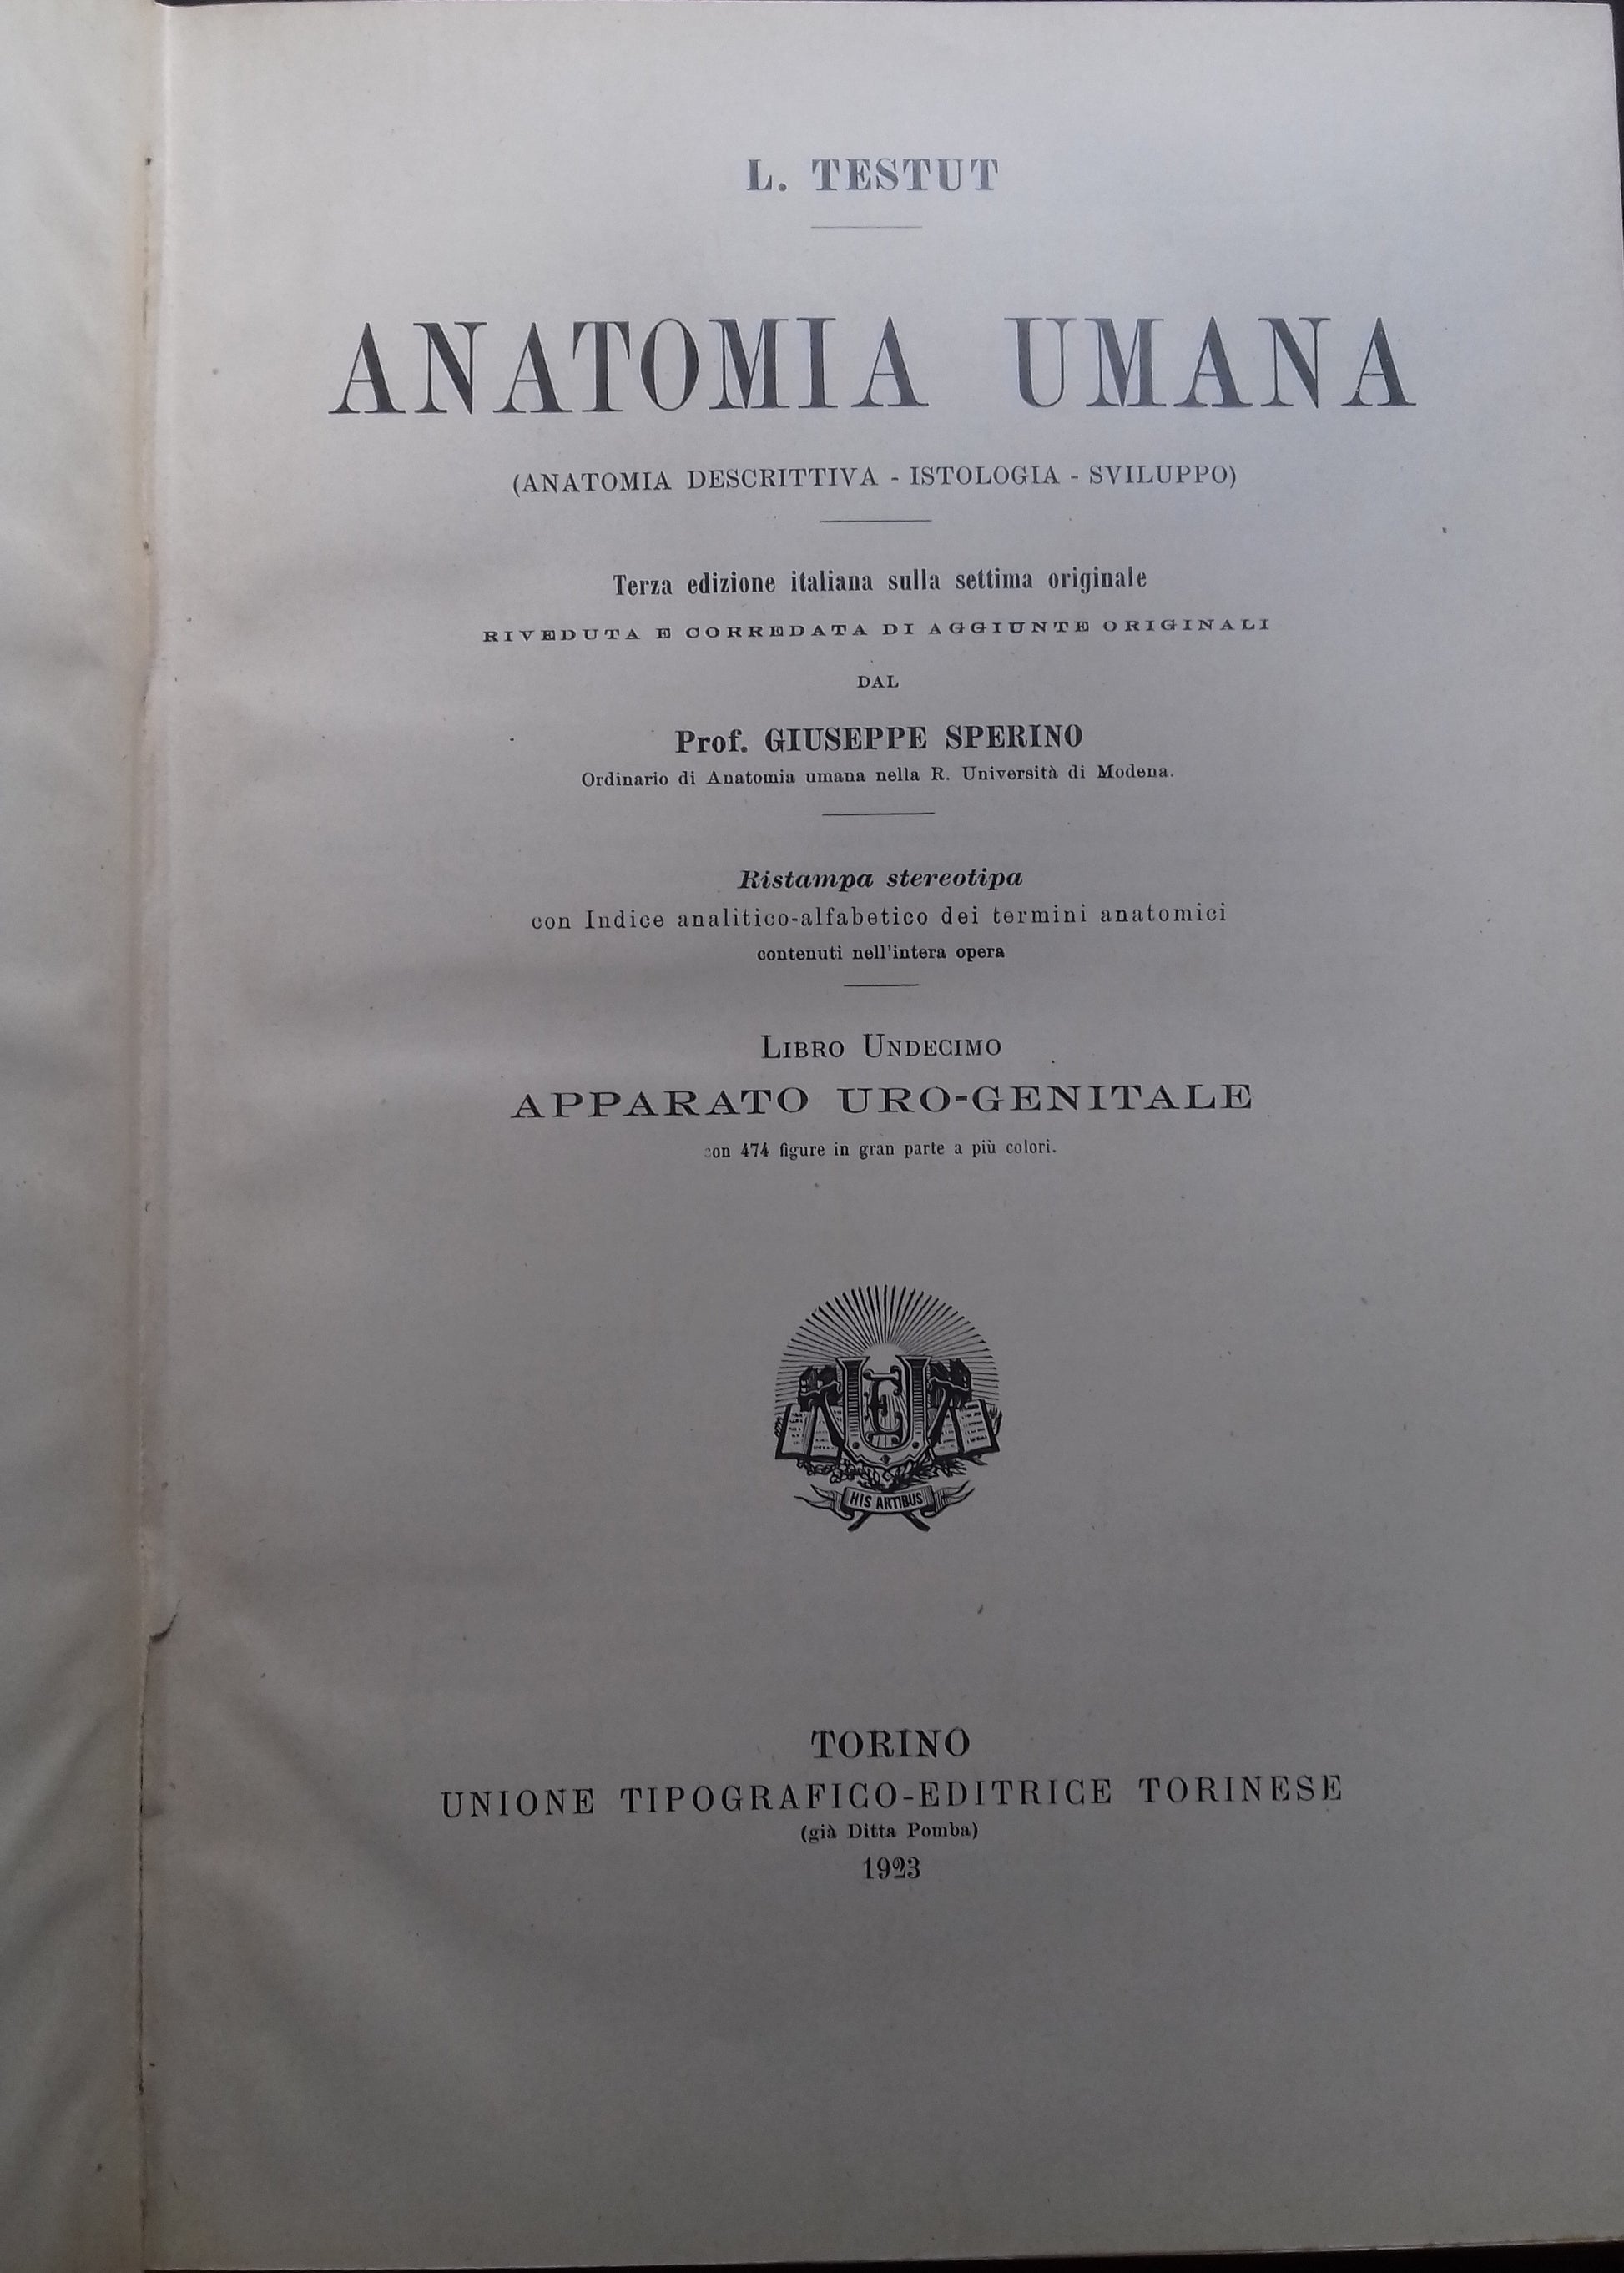 L. TESTUT
ANATOMIA UMANA
(ANATOMIA DESCRITTIVA - ISTOLOGIA - SVILUPPO)
Terza edizione italiana sulla settima originale
RIVEDUTA E CORREDATA DI AGGIUNTE ORIGINALI
DAL
Prof. GIUSEPPE SPERINO
Ordinario di Anatomia umana nella R. Università di Modena.
Ristampa stereotipa
con Indice analitico-alfabetico dei termini anatomici
contenuti nell'intera opera
LIBRO UNDECIMO
APPARATO URO-GENITALE
con 474 figure in gran parte a più colori.
UE
HIS ARTIBUS
TORINO
UNIONE TIPOGRAFICO-EDITRICE TORINESE
(già Ditta Pomba)
1923